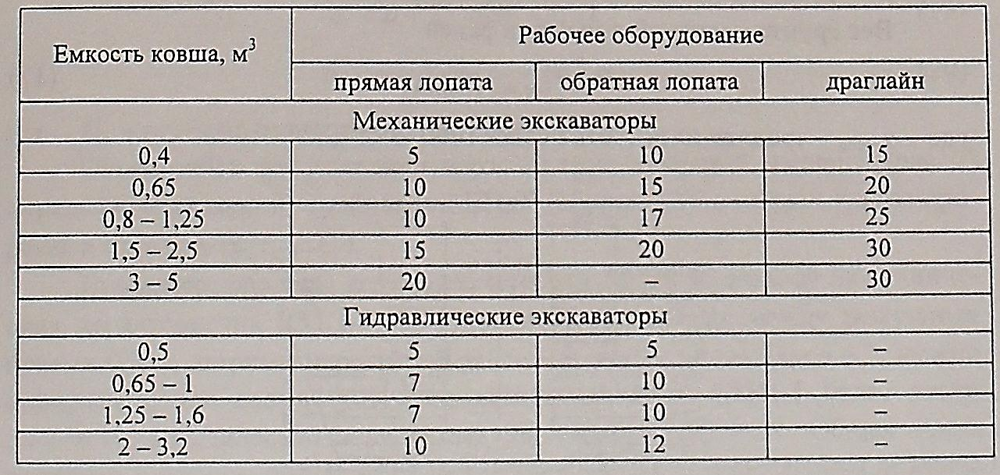 Емкость ковша, м³ Рабочее оборудование
прямая лопата обратная лопата драглайн
Механические экскаваторы
0,4 5 10 15
0,65 10 15 20
0,8 – 1,25 10 17 25
1,5 – 2,5 15 20 30
3 – 5 20 – 30
Гидравлические экскаваторы
0,5 5 5 –
0,65 – 1 7 10 –
1,25 – 1,6 7 10 –
2 – 3,2 10 12 –